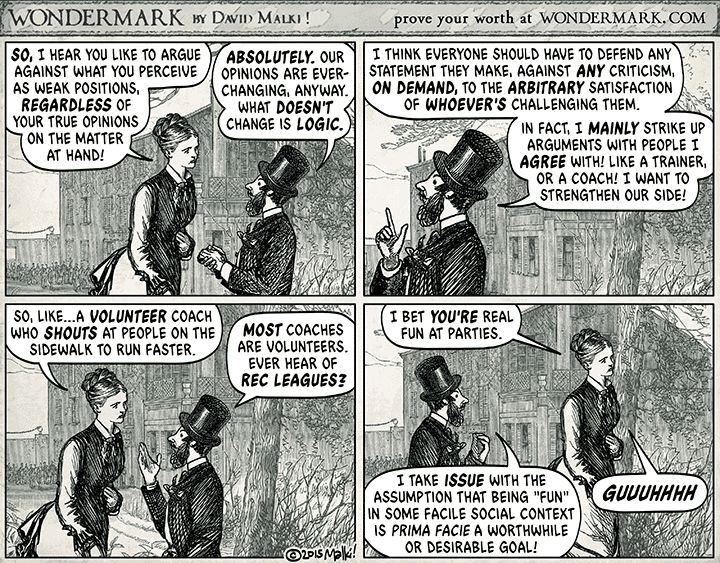 WONDERMARK BY DAVID MALKI !
prove your worth at WONDERMARK.COM
SO, I HEAR YOU LIKE TO ARGUE
AGAINST WHAT YOU PERCEIVE
AS WEAK POSITIONS,
REGARDLESS OF
YOUR TRUE OPINIONS
ON THE MATTER
AT HAND!
ABSOLUTELY. OUR
OPINIONS ARE EVER-
CHANGING, ANYWAY.
WHAT DOESN'T
CHANGE IS LOGIC.
I THINK EVERYONE SHOULD HAVE TO DEFEND ANY
STATEMENT THEY MAKE, AGAINST ANY CRITICISM,
ON DEMAND, TO THE ARBITRARY SATISFACTION
OF WHOEVER'S CHALLENGING THEM.
IN FACT, I MAINLY STRIKE UP
ARGUMENTS WITH PEOPLE I
AGREE WITH! LIKE A TRAINER,
OR A COACH! I WANT TO
STRENGTHEN OUR SIDE!
SO, LIKE...A VOLUNTEER COACH
WHO SHOUTS AT PEOPLE ON THE
SIDEWALK TO RUN FASTER.
MOST COACHES
ARE VOLUNTEERS.
EVER HEAR OF
REC LEAGUES?
©2015 Malki!
I BET YOU'RE REAL
FUN AT PARTIES.
I TAKE ISSUE WITH THE
ASSUMPTION THAT BEING "FUN"
IN SOME FACILE SOCIAL CONTEXT
IS PRIMA FACIE A WORTHWHILE
OR DESIRABLE GOAL!
GUUUHHHH